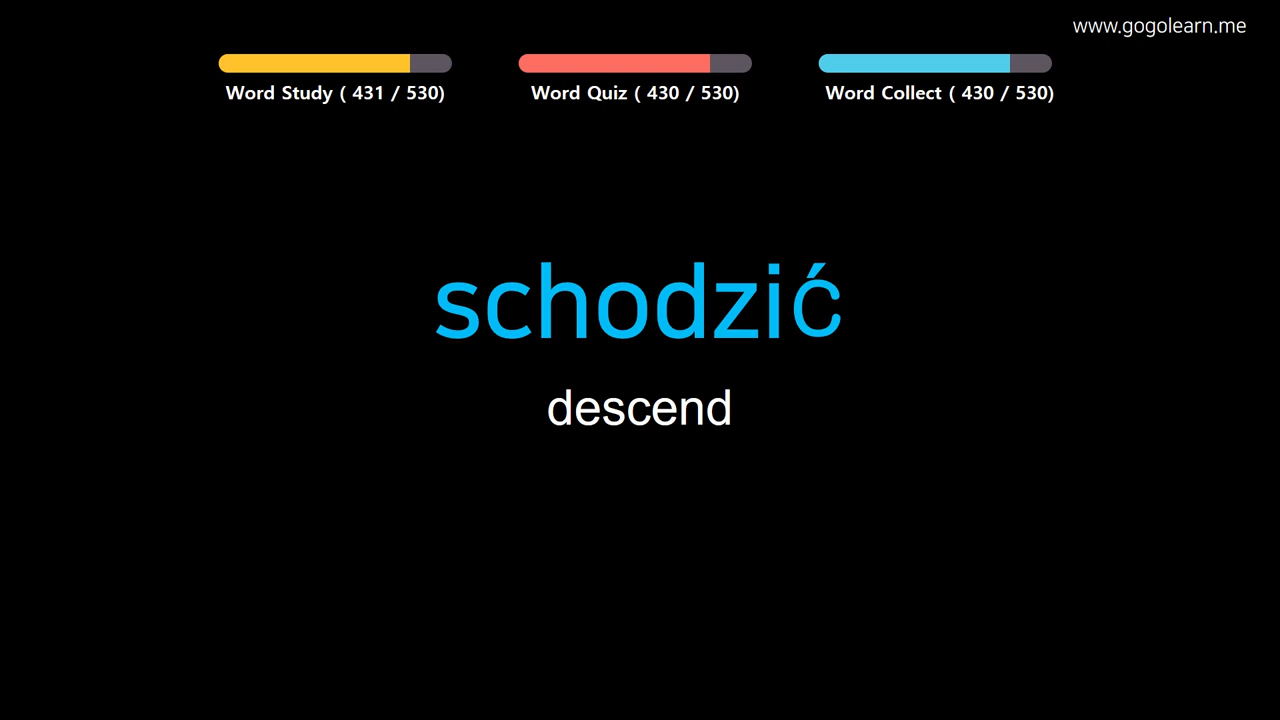 www.gogolearn.me
Word Study ( 431 / 530)
Word Quiz ( 430 / 530)
Word Collect ( 430 / 530)
schodzić
descend